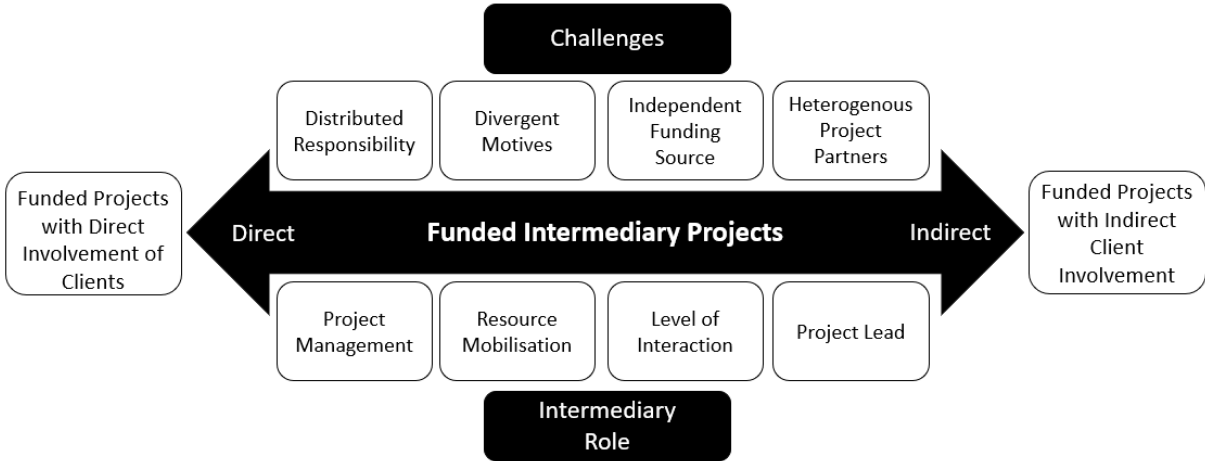 Challenges
Distributed
Responsibility
Divergent
Motives
Independent
Funding
Source
Heterogenous
Project
Partners
Funded Projects
with Direct
Involvement of
Clients
Direct
Funded Intermediary Projects
Indirect
Funded Projects
with Indirect
Client
Involvement
Project
Management
Resource
Mobilisation
Level of
Interaction
Project Lead
Intermediary
Role